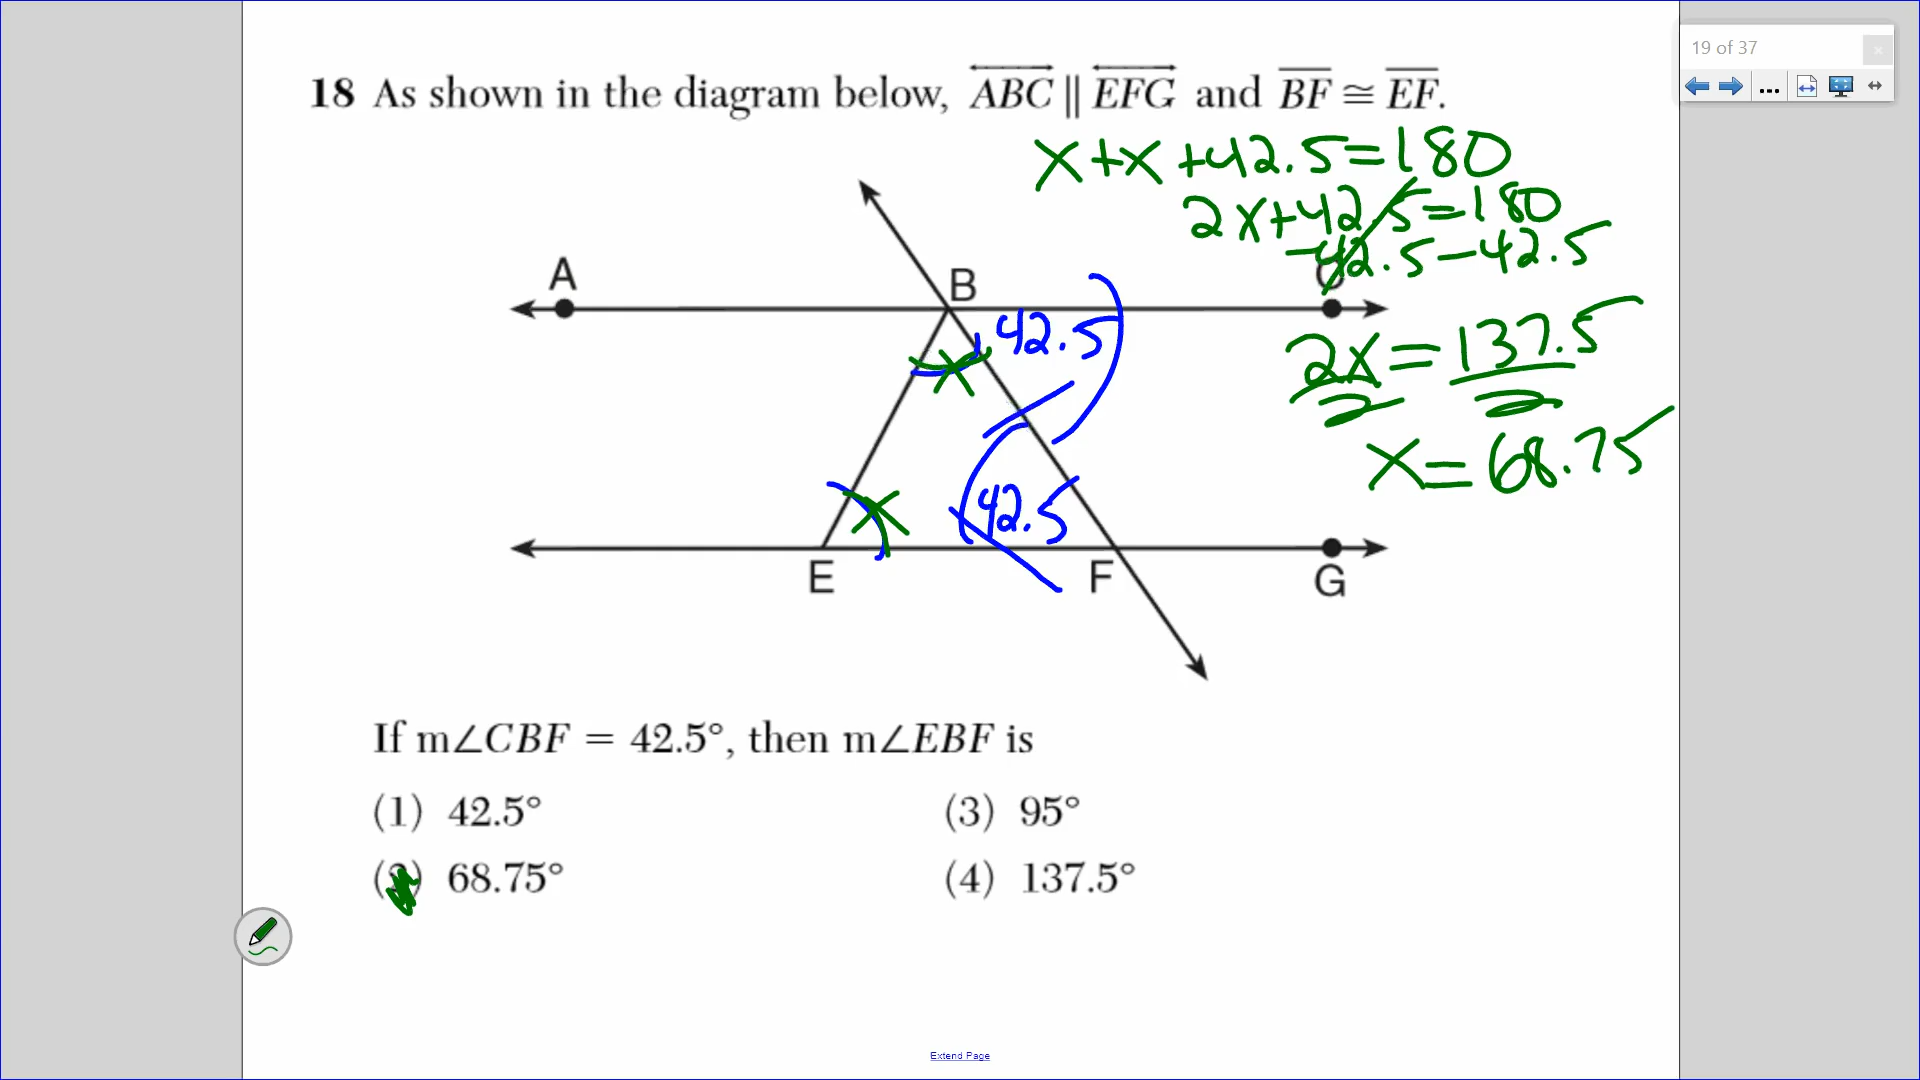 19 of 37
18 As shown in the diagram below, ABC ∥ EFG and BF ≅ EF.
x+x+42.5=180
2x+42.5=180
-42.5-42.5
2x=137.5
2 2
x=68.75
A
B
C
42.5
x
x
42.5
E
F
G
If m∠CBF = 42.5°, then m∠EBF is
(1) 42.5°
(3) 95°
(2) 68.75°
(4) 137.5°
Extend Page